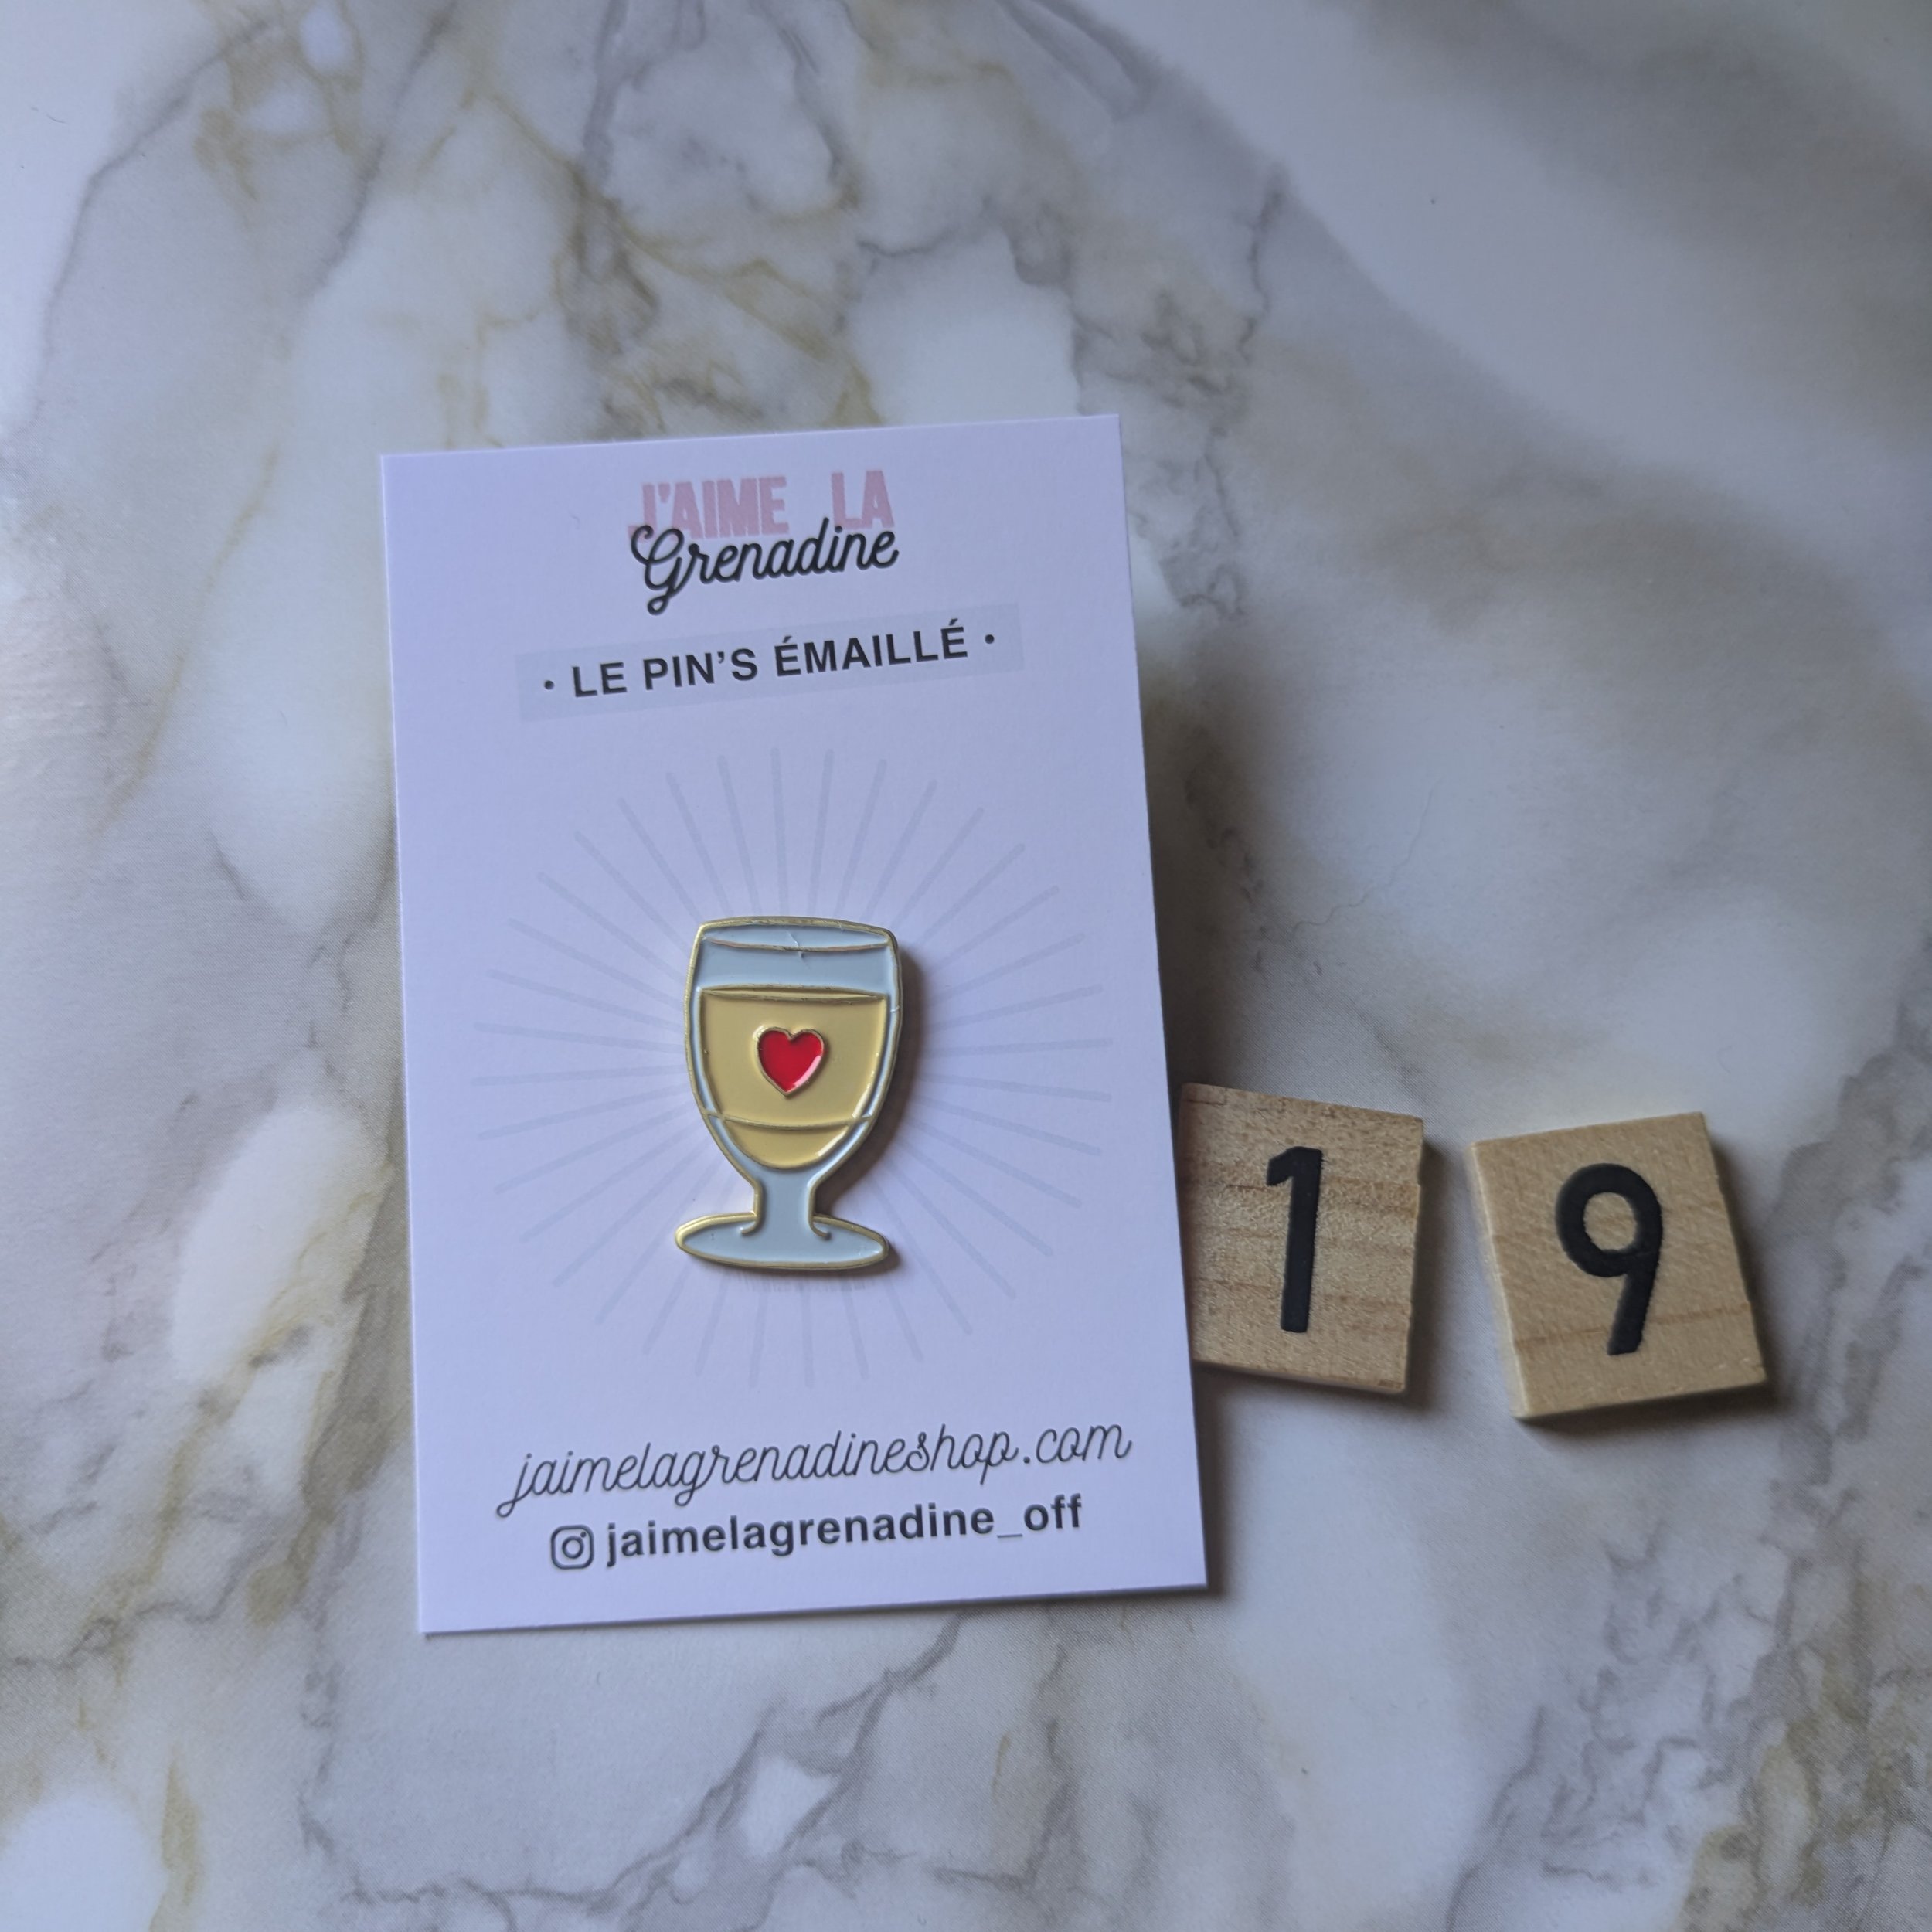 J'AIME LA
Grenadine
• LE PIN’S ÉMAILLÉ •
jaimelagrenadineshop.com
jaimelagrenadine_off
1 9